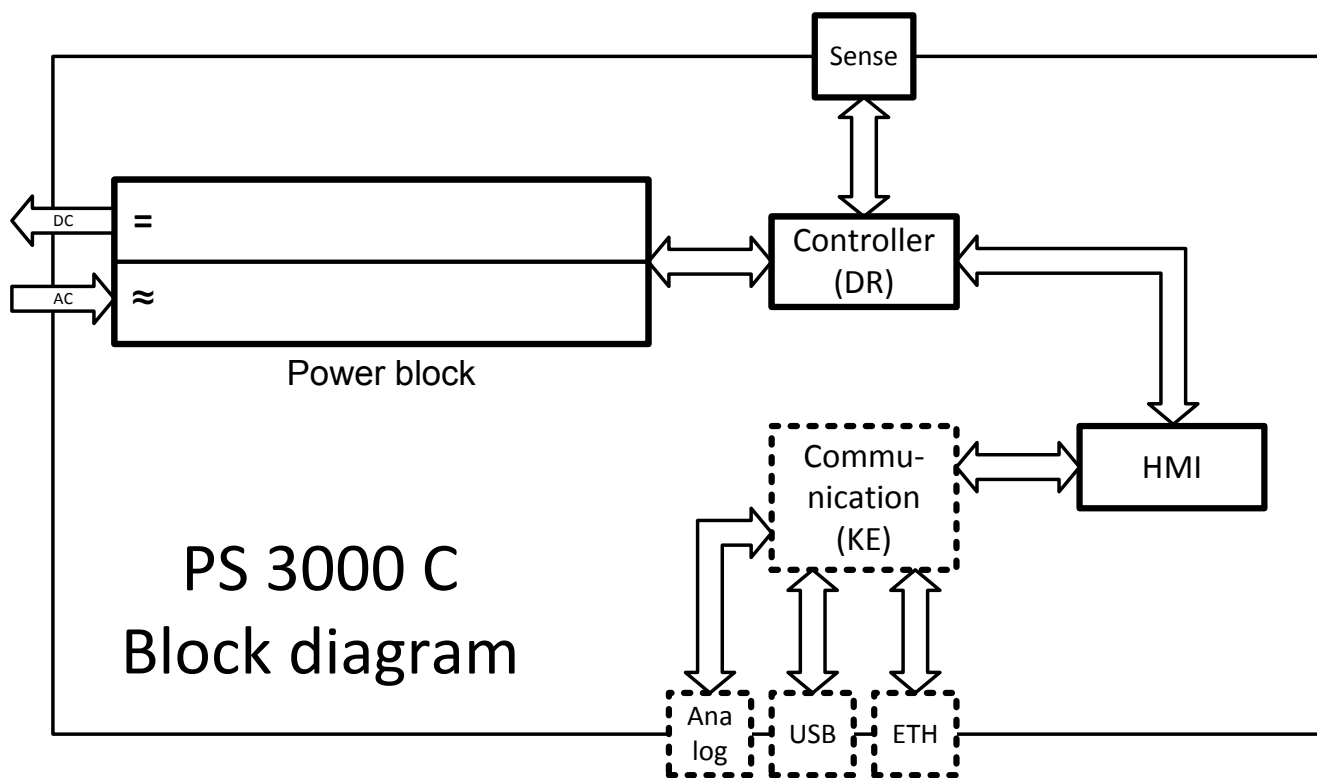 Sense
DC
=
Controller
(DR)
AC
≈
Power block
Commu-
nication
(KE)
HMI
PS 3000 C
Block diagram
Ana
log
USB
ETH